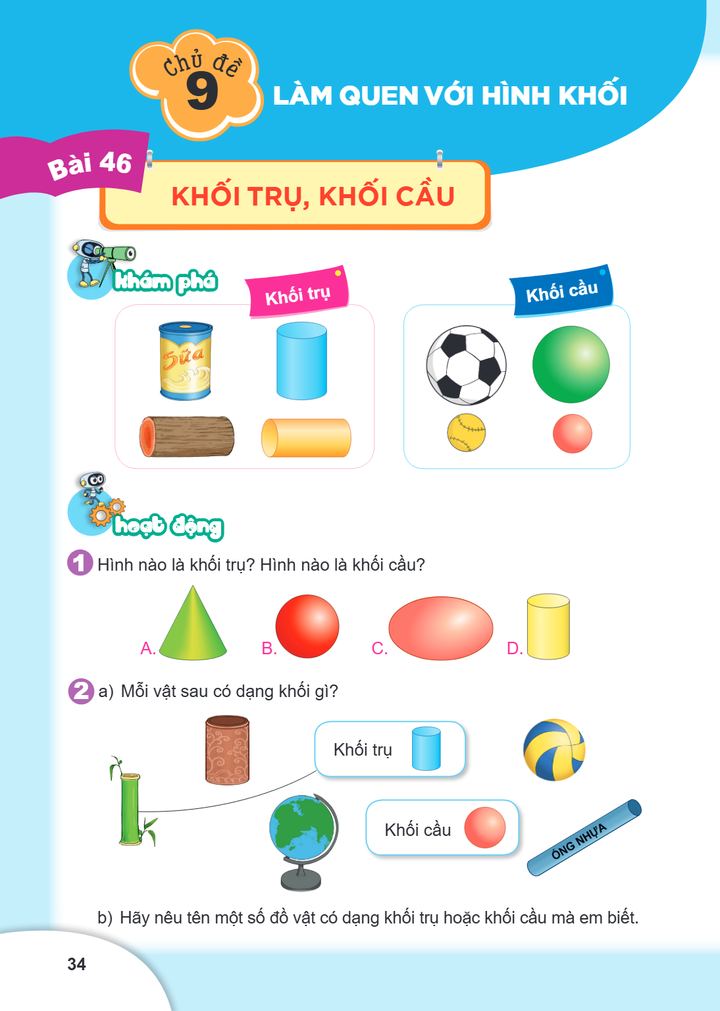 Chủ đề
9
LÀM QUEN VỚI HÌNH KHỐI
Bài 46
KHỐI TRỤ, KHỐI CẦU
khám phá
Khối trụ
Khối cầu
Sữa
hoạt động
1 Hình nào là khối trụ? Hình nào là khối cầu?
A. B. C. D.
2 a) Mỗi vật sau có dạng khối gì?
Khối trụ
Khối cầu
ỐNG NHỰA
b) Hãy nêu tên một số đồ vật có dạng khối trụ hoặc khối cầu mà em biết.
34